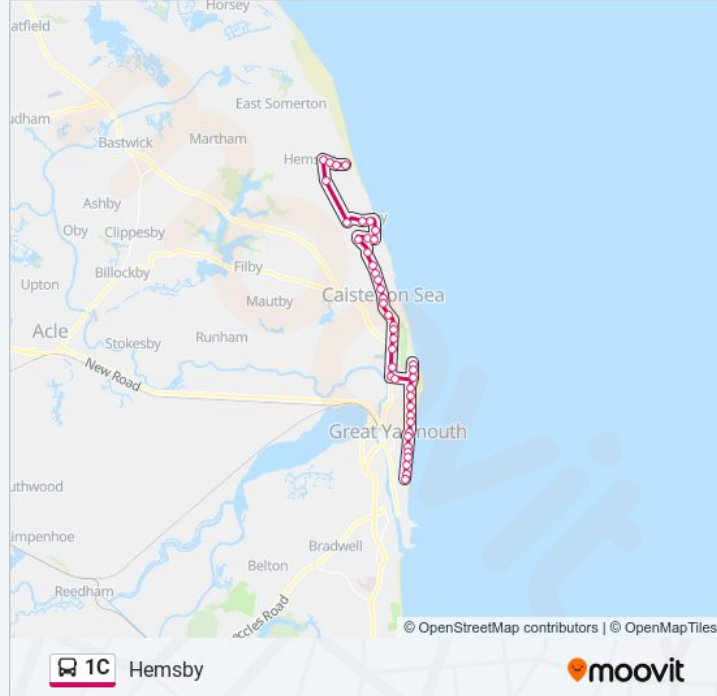 Horsey
atfield
East Somerton
udham
Martham
Bastwick
Hems
Ashby
Oby
Clippesby
Billockby
Filby
Upton
Mautby
Caister-on Sea
Acle
Runham
Stokesby
New Road
Great Yarmouth
uthwood
impenhoe
Bradwell
Belton
Reedham
eccles Road
© OpenStreetMap contributors | © OpenMapTiles
1C Hemsby
moovit